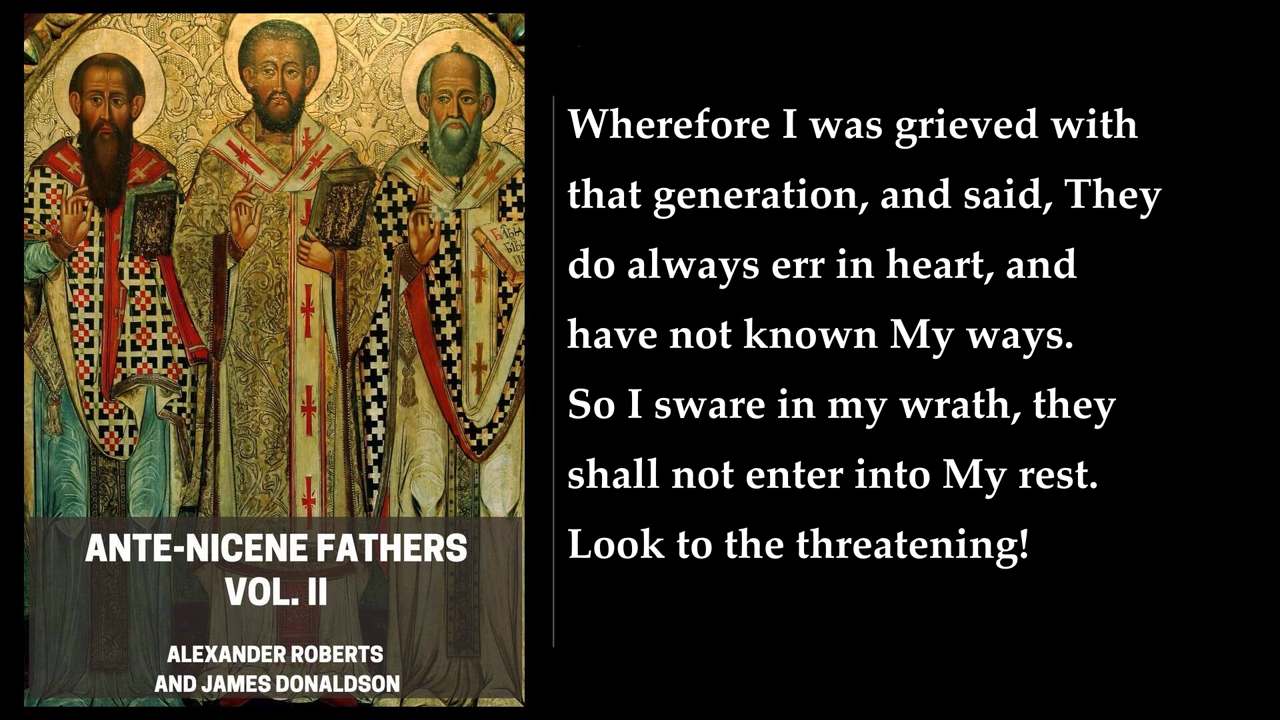 ANTE-NICENE FATHERS
VOL. II
ALEXANDER ROBERTS
AND JAMES DONALDSON
Wherefore I was grieved with
that generation, and said, They
do always err in heart, and
have not known My ways.
So I sware in my wrath, they
shall not enter into My rest.
Look to the threatening!